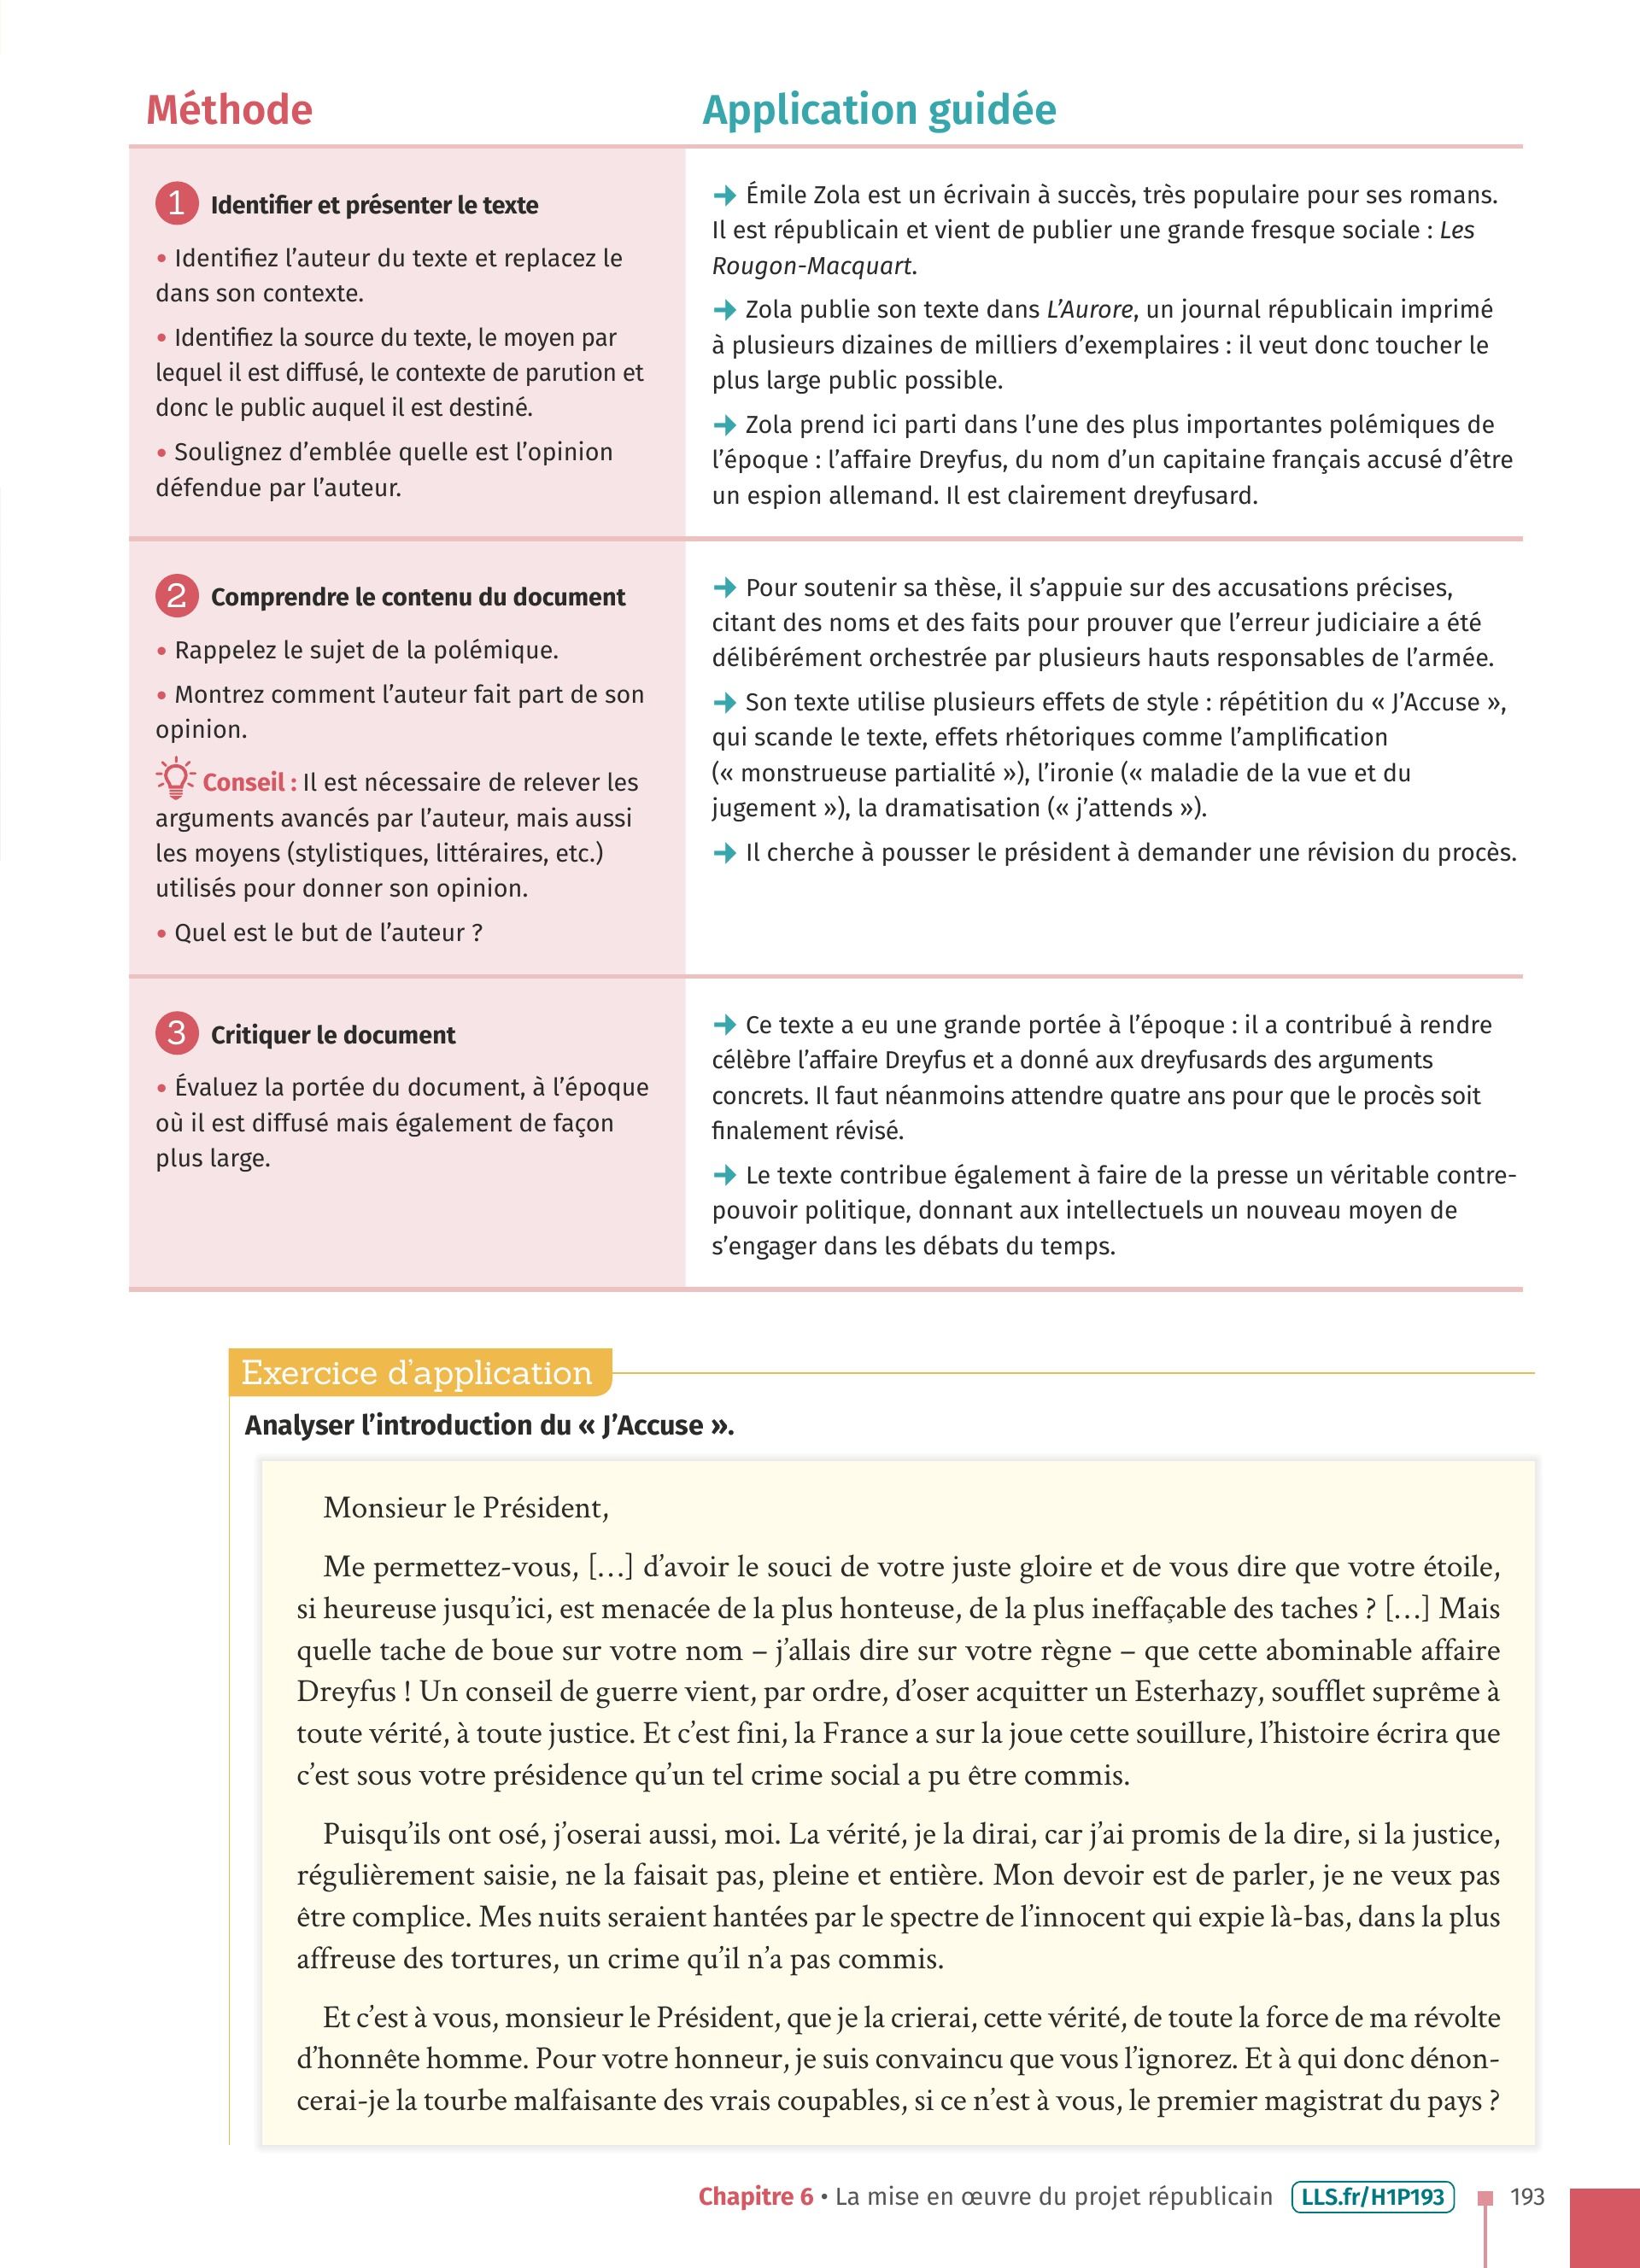 Méthode
Application guidée
1 Identifier et présenter le texte
• Identifiez l’auteur du texte et replacez le
dans son contexte.
• Identifiez la source du texte, le moyen par
lequel il est diffusé, le contexte de parution et
donc le public auquel il est destiné.
• Soulignez d’emblée quelle est l’opinion
défendue par l’auteur.
➜ Émile Zola est un écrivain à succès, très populaire pour ses romans.
Il est républicain et vient de publier une grande fresque sociale : Les
Rougon-Macquart.
➜ Zola publie son texte dans L’Aurore, un journal républicain imprimé
à plusieurs dizaines de milliers d’exemplaires : il veut donc toucher le
plus large public possible.
➜ Zola prend ici parti dans l’une des plus importantes polémiques de
l’époque : l’affaire Dreyfus, du nom d’un capitaine français accusé d’être
un espion allemand. Il est clairement dreyfusard.
2 Comprendre le contenu du document
• Rappelez le sujet de la polémique.
• Montrez comment l’auteur fait part de son
opinion.
Conseil : Il est nécessaire de relever les
arguments avancés par l’auteur, mais aussi
les moyens (stylistiques, littéraires, etc.)
utilisés pour donner son opinion.
• Quel est le but de l’auteur ?
➜ Pour soutenir sa thèse, il s’appuie sur des accusations précises,
citant des noms et des faits pour prouver que l’erreur judiciaire a été
délibérément orchestrée par plusieurs hauts responsables de l’armée.
➜ Son texte utilise plusieurs effets de style : répétition du « J’Accuse »,
qui scande le texte, effets rhétoriques comme l’amplification
(« monstrueuse partialité »), l’ironie (« maladie de la vue et du
jugement »), la dramatisation (« j’attends »).
➜ Il cherche à pousser le président à demander une révision du procès.
3 Critiquer le document
• Évaluez la portée du document, à l’époque
où il est diffusé mais également de façon
plus large.
➜ Ce texte a eu une grande portée à l’époque : il a contribué à rendre
célèbre l’affaire Dreyfus et a donné aux dreyfusards des arguments
concrets. Il faut néanmoins attendre quatre ans pour que le procès soit
finalement révisé.
➜ Le texte contribue également à faire de la presse un véritable contre-
pouvoir politique, donnant aux intellectuels un nouveau moyen de
s’engager dans les débats du temps.
Exercice d’application
Analyser l’introduction du « J’Accuse ».
Monsieur le Président,
Me permettez-vous, […] d’avoir le souci de votre juste gloire et de vous dire que votre étoile,
si heureuse jusqu’ici, est menacée de la plus honteuse, de la plus ineffaçable des taches ? […] Mais
quelle tache de boue sur votre nom – j’allais dire sur votre règne – que cette abominable affaire
Dreyfus ! Un conseil de guerre vient, par ordre, d’oser acquitter un Esterhazy, soufflet suprême à
toute vérité, à toute justice. Et c’est fini, la France a sur la joue cette souillure, l’histoire écrira que
c’est sous votre présidence qu’un tel crime social a pu être commis.
Puisqu’ils ont osé, j’oserai aussi, moi. La vérité, je la dirai, car j’ai promis de la dire, si la justice,
régulièrement saisie, ne la faisait pas, pleine et entière. Mon devoir est de parler, je ne veux pas
être complice. Mes nuits seraient hantées par le spectre de l’innocent qui expie là-bas, dans la plus
affreuse des tortures, un crime qu’il n’a pas commis.
Et c’est à vous, monsieur le Président, que je la crierai, cette vérité, de toute la force de ma révolte
d’honnête homme. Pour votre honneur, je suis convaincu que vous l’ignorez. Et à qui donc dénon-
cerai-je la tourbe malfaisante des vrais coupables, si ce n’est à vous, le premier magistrat du pays ?
Chapitre 6 • La mise en œuvre du projet républicain LLS.fr/H1P193 193